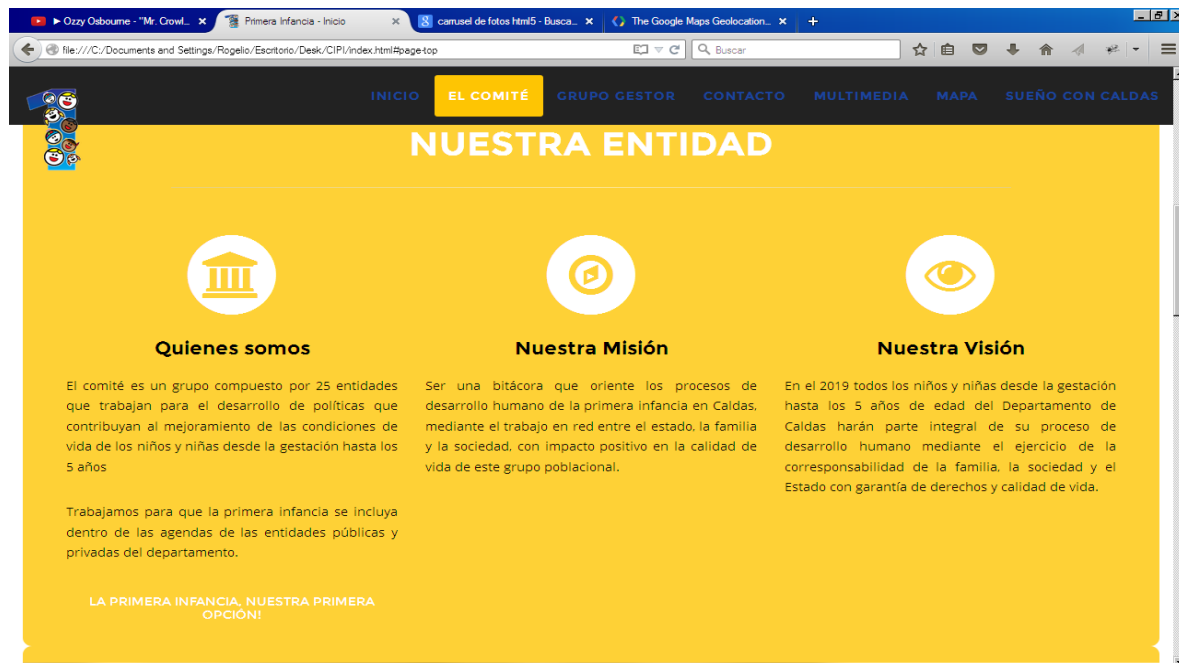 Ozzy Osbourne - "Mr. Crowl...
Primera Infancia - Inicio
carrusel de fotos html5 - Busca...
The Google Maps Geolocation...
file:///C:/Documents and Settings/Rogelio/Escritorio/Desk/CIPI/index.html#page-top
Buscar
INICIO EL COMITÉ GRUPO GESTOR CONTACTO MULTIMEDIA MAPA SUEÑO CON CALDAS
NUESTRA ENTIDAD
Quienes somos
El comité es un grupo compuesto por 25 entidades
que trabajan para el desarrollo de políticas que
contribuyan al mejoramiento de las condiciones de
vida de los niños y niñas desde la gestación hasta los
5 años
Trabajamos para que la primera infancia se incluya
dentro de las agendas de las entidades públicas y
privadas del departamento.
LA PRIMERA INFANCIA, NUESTRA PRIMERA
OPCIÓN!
Nuestra Misión
Ser una bitácora que oriente los procesos de
desarrollo humano de la primera infancia en Caldas,
mediante el trabajo en red entre el estado, la familia
y la sociedad, con impacto positivo en la calidad de
vida de este grupo poblacional.
Nuestra Visión
En el 2019 todos los niños y niñas desde la gestación
hasta los 5 años de edad del Departamento de
Caldas harán parte integral de su proceso de
desarrollo humano mediante el ejercicio de la
corresponsabilidad de la familia, la sociedad y el
Estado con garantía de derechos y calidad de vida.